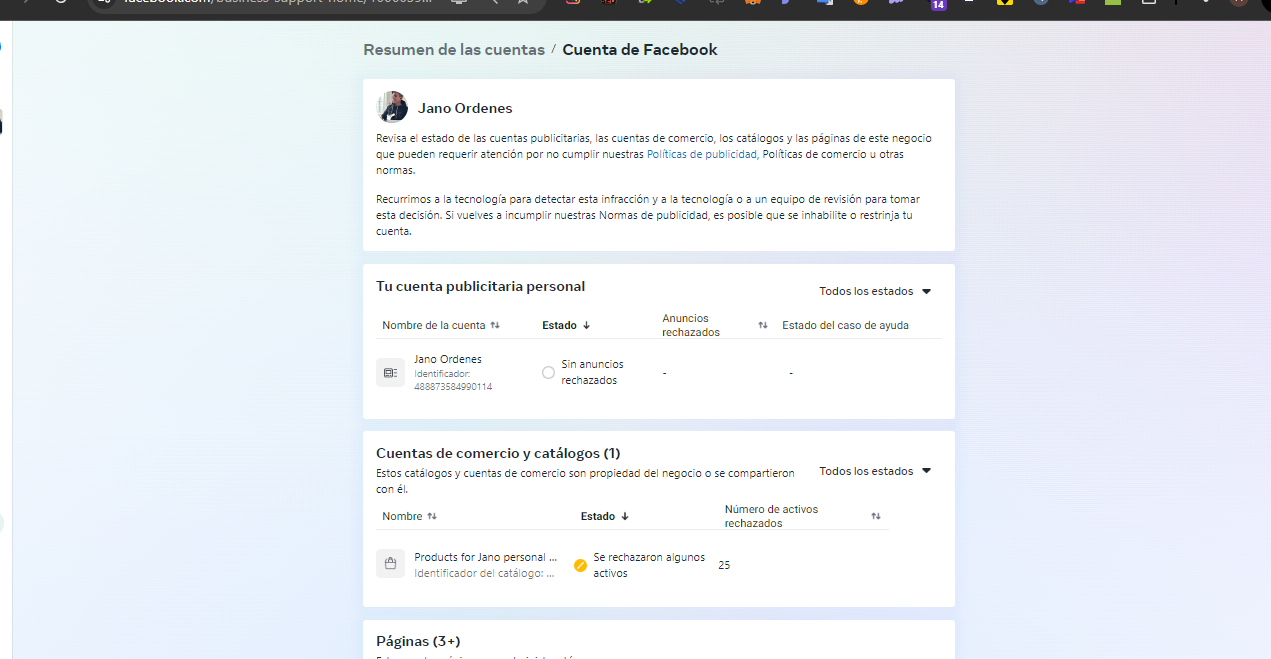 14
Resumen de las cuentas / Cuenta de Facebook
Jano Ordenes
Revisa el estado de las cuentas publicitarias, las cuentas de comercio, los catálogos y las páginas de este negocio
que pueden requerir atención por no cumplir nuestras Políticas de publicidad, Políticas de comercio u otras
normas.
Recurrimos a la tecnología para detectar esta infracción y a la tecnología o a un equipo de revisión para tomar
esta decisión. Si vuelves a incumplir nuestras Normas de publicidad, es posible que se inhabilite o restrinja tu
cuenta.
Tu cuenta publicitaria personal
Todos los estados
Nombre de la cuenta
Estado
Anuncios
rechazados
Estado del caso de ayuda
Jano Ordenes
Identificador:
488873584990114
Sin anuncios
rechazados
-
-
Cuentas de comercio y catálogos (1)
Estos catálogos y cuentas de comercio son propiedad del negocio o se compartieron
con él.
Todos los estados
Nombre
Estado
Número de activos
rechazados
Products for Jano personal ...
Identificador del catálogo: ...
Se rechazaron algunos
activos
25
Páginas (3+)